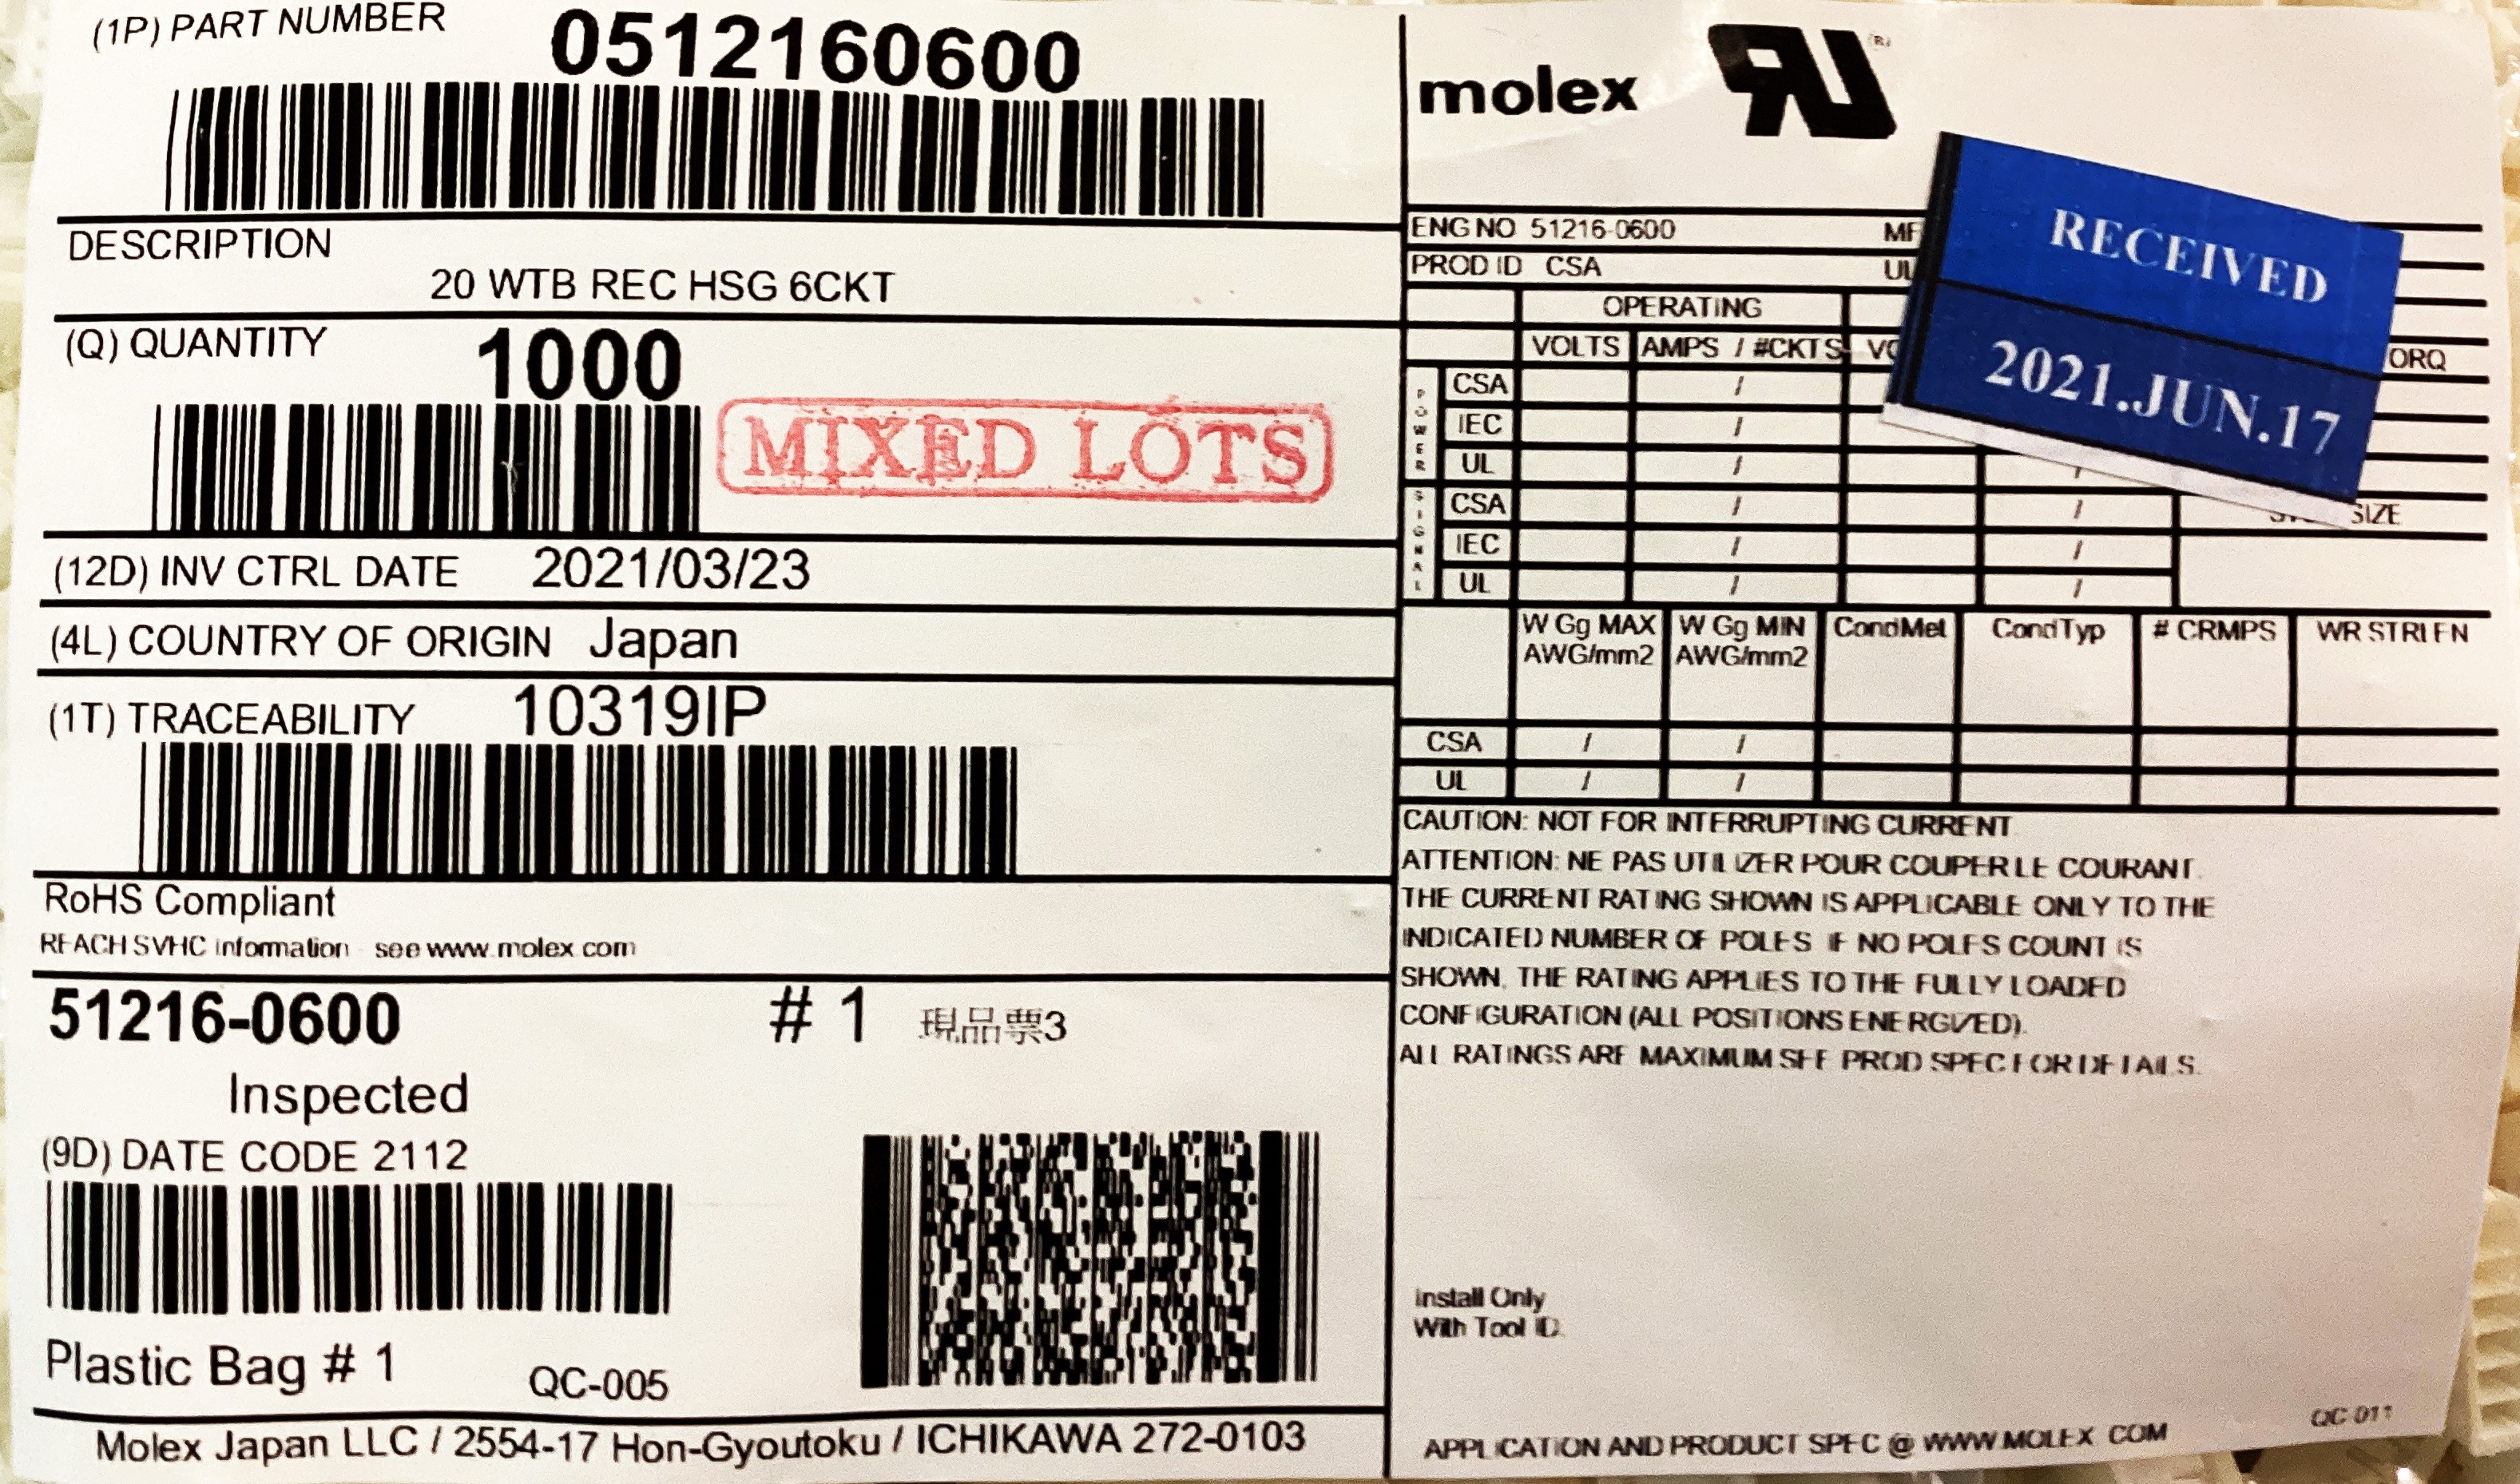 (1P) PART NUMBER 0512160600
DESCRIPTION
20 WTB REC HSG 6CKT
(Q) QUANTITY 1000
MIXED LOTS
(12D) INV CTRL DATE 2021/03/23
(4L) COUNTRY OF ORIGIN Japan
(1T) TRACEABILITY 10319IP
RoHS Compliant
REACH SVHC information see www.molex.com
51216-0600 # 1 現品票3
Inspected
(9D) DATE CODE 2112
Plastic Bag # 1 QC-005
Molex Japan LLC / 2554-17 Hon-Gyoutoku / ICHIKAWA 272-0103
molex RU (R)
RECEIVED
2021.JUN.17
ENG NO 51216-0600
PROD ID CSA UL
OPERATING
VOLTS AMPS / #CKTS ORQ
POWER
CSA /
IEC /
UL / /
SIGNAL
CSA / / SIZE
IEC / /
UL / /
W Gg MAX W Gg MIN CondMet CondTyp # CRMPS WR STRLEN
AWG/mm2 AWG/mm2
CSA / /
UL / /
CAUTION: NOT FOR INTERRUPTING CURRENT
ATTENTION: NE PAS UTILIZER POUR COUPER LE COURANT.
THE CURRENT RATING SHOWN IS APPLICABLE ONLY TO THE
INDICATED NUMBER OF POLES IF NO POLES COUNT IS
SHOWN, THE RATING APPLIES TO THE FULLY LOADED
CONFIGURATION (ALL POSITIONS ENERGIZED).
ALL RATINGS ARE MAXIMUM SEE PROD SPEC FOR DETAILS.
Install Only
With Tool ID.
QC-011
APPLICATION AND PRODUCT SPEC @ WWW.MOLEX.COM